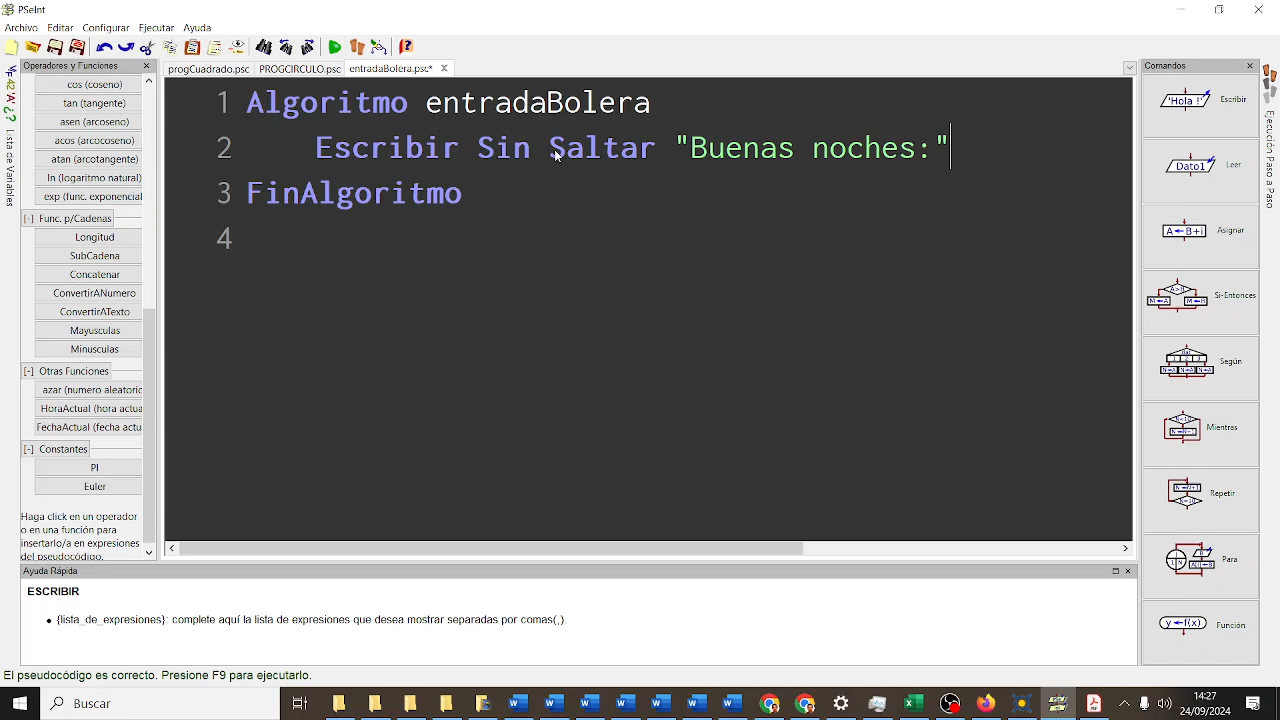 PSeInt
Archivo Editar Configurar Ejecutar Ayuda
Operadores y Funciones
progCuadrado.psc PROGCIRCULO.psc entradaBolera.psc*
Comandos
Lista de Variables
cos (coseno)
tan (tangente)
asen (arcoseno)
acos (arcocoseno)
atan (arcotangente)
ln (logaritmo natural)
exp (func. exponencial
[-] Func. p/Cadenas
Longitud
SubCadena
Concatenar
ConvertirANumero
ConvertirATexto
Mayusculas
Minusculas
[-] Otras Funciones
azar (numero aleatoric
HoraActual (hora actua
FechaActual (fecha actu
[-] Constantes
PI
Euler
Haga click en un operador
o en una función para
insertarlo/a en expresiones
del pseudocódigo.
1 Algoritmo entradaBolera
2 Escribir Sin Saltar "Buenas noches:"
3 FinAlgoritmo
4
'Hola !' Escribir
Dato1 Leer
A←B+i Asignar
Si-Entonces
Según
Mientras
Repetir
Para
y←f(x) Función
Ejecución Paso a Paso
Ayuda Rápida
ESCRIBIR
{lista_de_expresiones}: complete aquí la lista de expresiones que desea mostrar separadas por comas(,).
El pseudocódigo es correcto. Presione F9 para ejecutarlo.
Buscar
14:27
24/09/2024